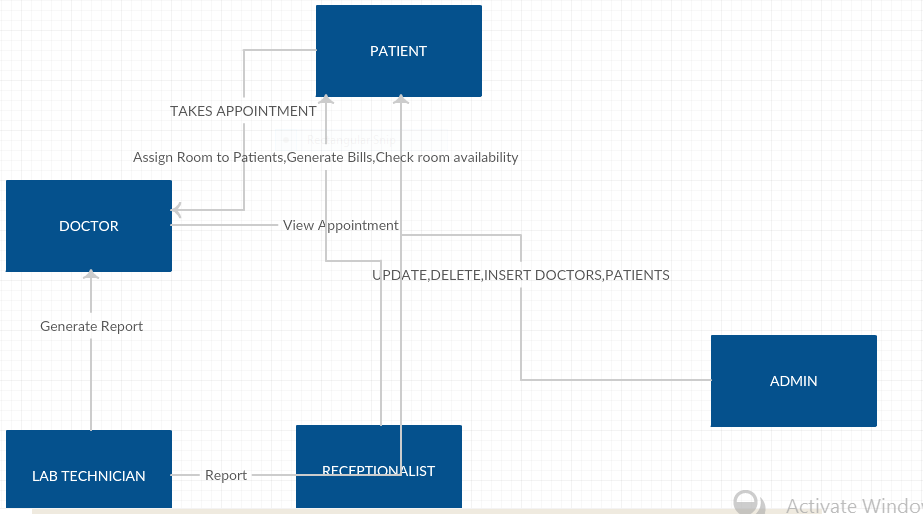 PATIENT
TAKES APPOINTMENT
Assign Room to Patients,Generate Bills,Check room availability
DOCTOR
View Appointment
UPDATE,DELETE,INSERT DOCTORS,PATIENTS
Generate Report
ADMIN
LAB TECHNICIAN
Report
RECEPTIONALIST
Activate Windo